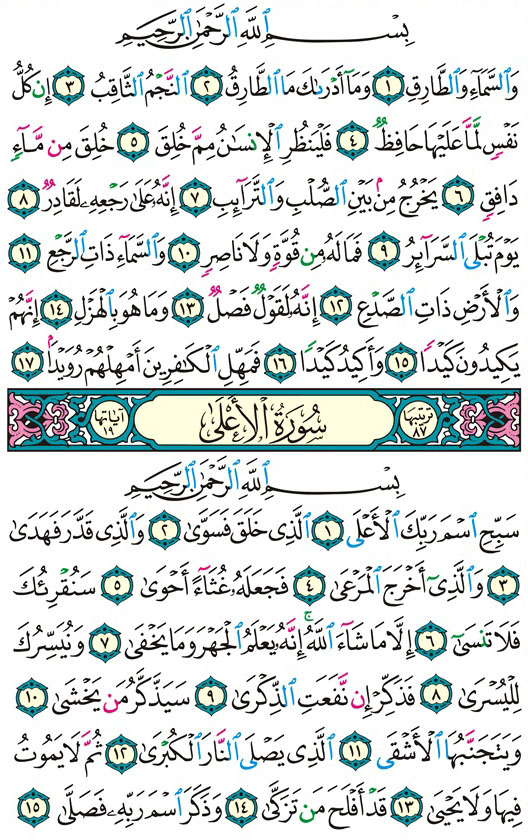 بِسْمِ ٱللَّهِ ٱلرَّحْمَٰنِ ٱلرَّحِيمِ
وَٱلسَّمَآءِ وَٱلطَّارِقِ ١ وَمَآ أَدْرَىٰكَ مَا ٱلطَّارِقُ ٢ ٱلنَّجْمُ ٱلثَّاقِبُ ٣ إِن كُلُّ
نَفْسٍ لَّمَّا عَلَيْهَا حَافِظٌ ٤ فَلْيَنظُرِ ٱلْإِنسَٰنُ مِمَّ خُلِقَ ٥ خُلِقَ مِن مَّآءٍ
دَافِقٍ ٦ يَخْرُجُ مِنۢ بَيْنِ ٱلصُّلْبِ وَٱلتَّرَآئِبِ ٧ إِنَّهُۥ عَلَىٰ رَجْعِهِۦ لَقَادِرٌ ٨
يَوْمَ تُبْلَى ٱلسَّرَآئِرُ ٩ فَمَا لَهُۥ مِن قُوَّةٍ وَلَا نَاصِرٍ ١٠ وَٱلسَّمَآءِ ذَاتِ ٱلرَّجْعِ ١١
وَٱلْأَرْضِ ذَاتِ ٱلصَّدْعِ ١٢ إِنَّهُۥ لَقَوْلٌ فَصْلٌ ١٣ وَمَا هُوَ بِٱلْهَزْلِ ١٤ إِنَّهُمْ
يَكِيدُونَ كَيْدًا ١٥ وَأَكِيدُ كَيْدًا ١٦ فَمَهِّلِ ٱلْكَٰفِرِينَ أَمْهِلْهُمْ رُوَيْدًۢا ١٧
ترتيبها ٨٧ سُورَةُ ٱلْأَعْلَىٰ آياتها ١٩
بِسْمِ ٱللَّهِ ٱلرَّحْمَٰنِ ٱلرَّحِيمِ
سَبِّحِ ٱسْمَ رَبِّكَ ٱلْأَعْلَى ١ ٱلَّذِى خَلَقَ فَسَوَّىٰ ٢ وَٱلَّذِى قَدَّرَ فَهَدَىٰ
٣ وَٱلَّذِىٓ أَخْرَجَ ٱلْمَرْعَىٰ ٤ فَجَعَلَهُۥ غُثَآءً أَحْوَىٰ ٥ سَنُقْرِئُكَ
فَلَا تَنسَىٰٓ ٦ إِلَّا مَا شَآءَ ٱللَّهُ ۚ إِنَّهُۥ يَعْلَمُ ٱلْجَهْرَ وَمَا يَخْفَىٰ ٧ وَنُيَسِّرُكَ
لِلْيُسْرَىٰ ٨ فَذَكِّرْ إِن نَّفَعَتِ ٱلذِّكْرَىٰ ٩ سَيَذَّكَّرُ مَن يَخْشَىٰ ١٠
وَيَتَجَنَّبُهَا ٱلْأَشْقَى ١١ ٱلَّذِى يَصْلَى ٱلنَّارَ ٱلْكُبْرَىٰ ١٢ ثُمَّ لَا يَمُوتُ
فِيهَا وَلَا يَحْيَىٰ ١٣ قَدْ أَفْلَحَ مَن تَزَكَّىٰ ١٤ وَذَكَرَ ٱسْمَ رَبِّهِۦ فَصَلَّىٰ ١٥